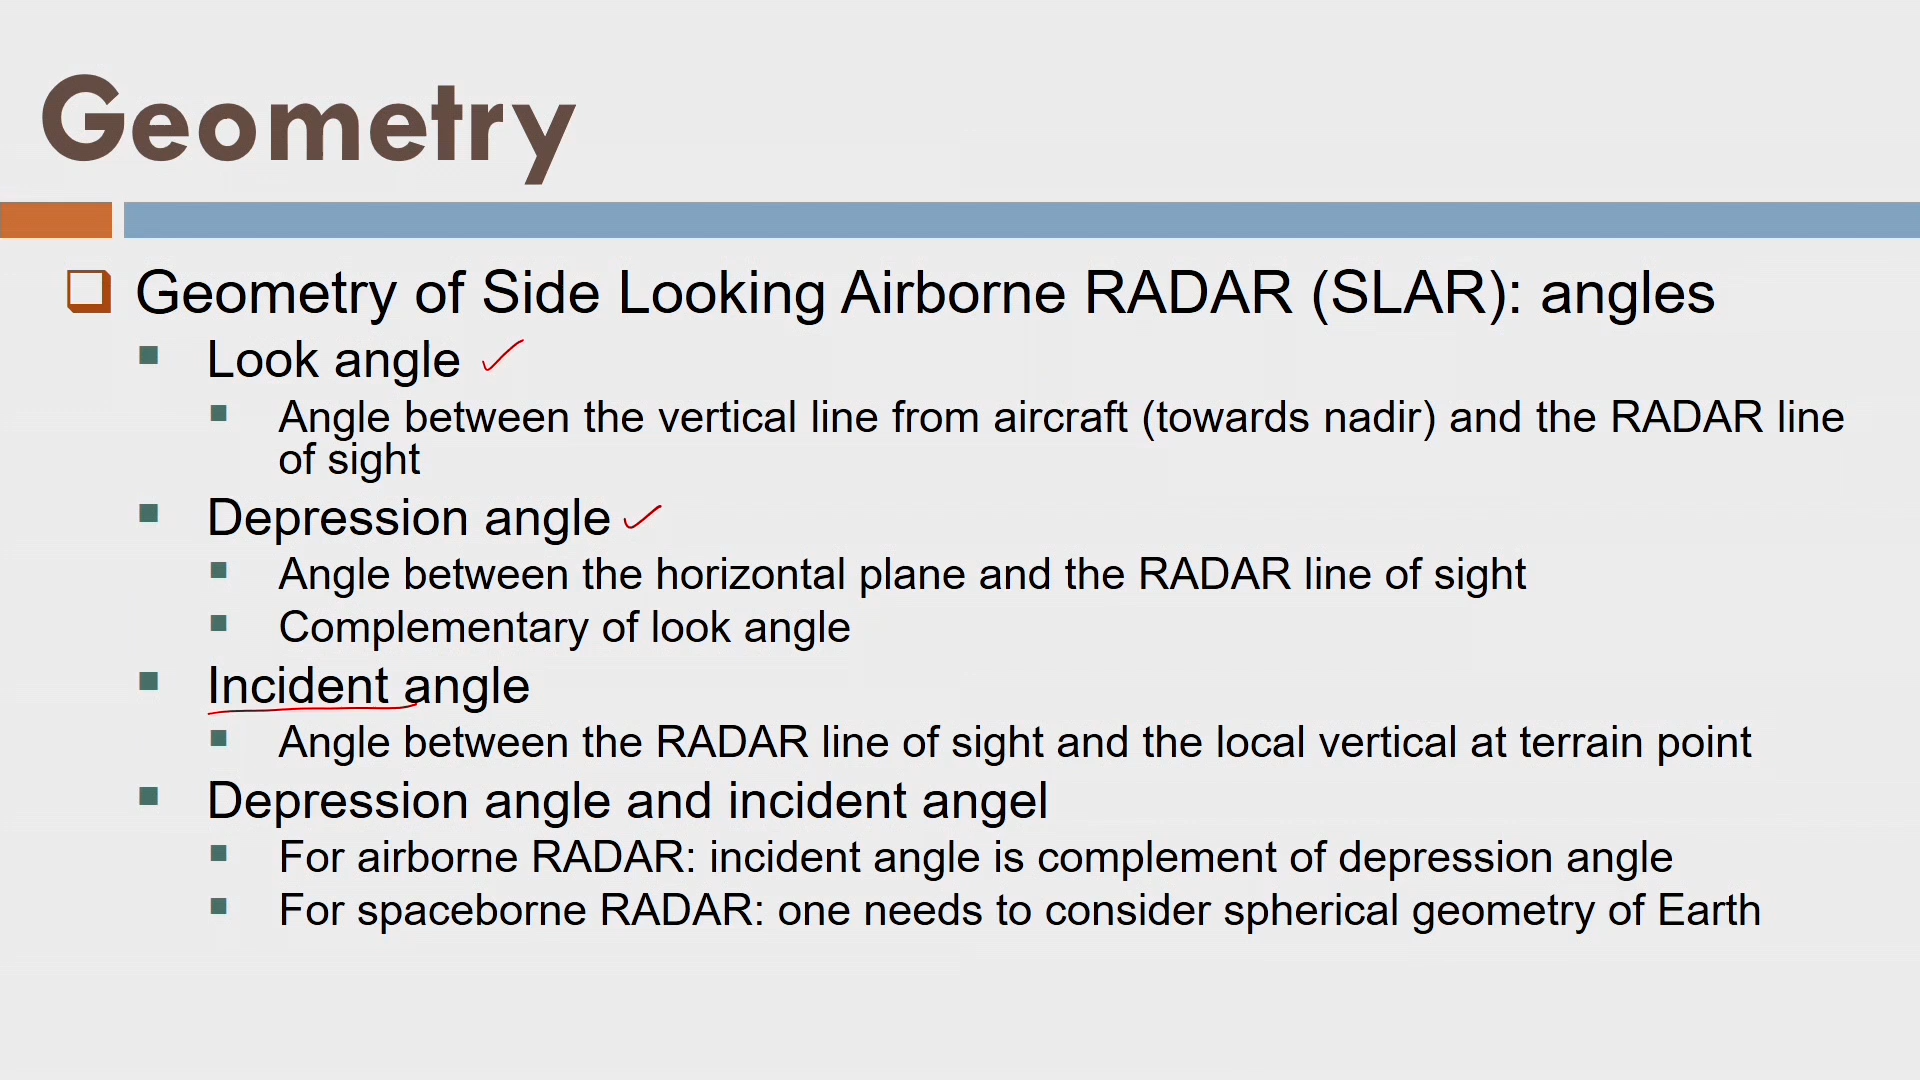 Geometry
Geometry of Side Looking Airborne RADAR (SLAR): angles
Look angle
Angle between the vertical line from aircraft (towards nadir) and the RADAR line
of sight
Depression angle
Angle between the horizontal plane and the RADAR line of sight
Complementary of look angle
Incident angle
Angle between the RADAR line of sight and the local vertical at terrain point
Depression angle and incident angel
For airborne RADAR: incident angle is complement of depression angle
For spaceborne RADAR: one needs to consider spherical geometry of Earth